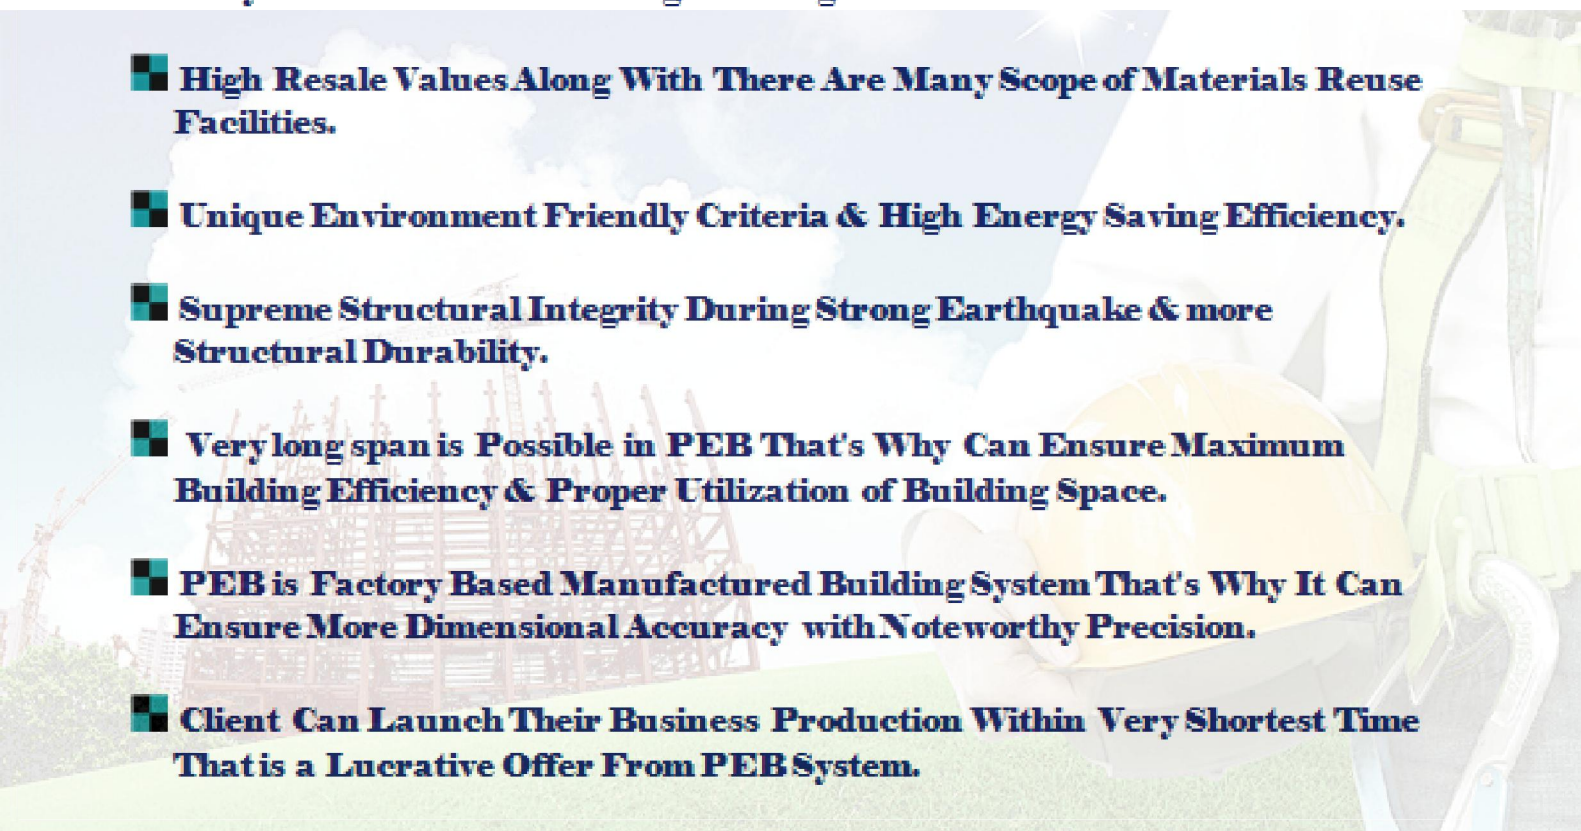 High Resale Values Along With There Are Many Scope of Materials Reuse
Facilities.
Unique Environment Friendly Criteria & High Energy Saving Efficiency.
Supreme Structural Integrity During Strong Earthquake & more
Structural Durability.
Very long span is Possible in PEB That's Why Can Ensure Maximum
Building Efficiency & Proper Utilization of Building Space.
PEB is Factory Based Manufactured Building System That's Why It Can
Ensure More Dimensional Accuracy with Noteworthy Precision.
Client Can Launch Their Business Production Within Very Shortest Time
That is a Lucrative Offer From PEB System.